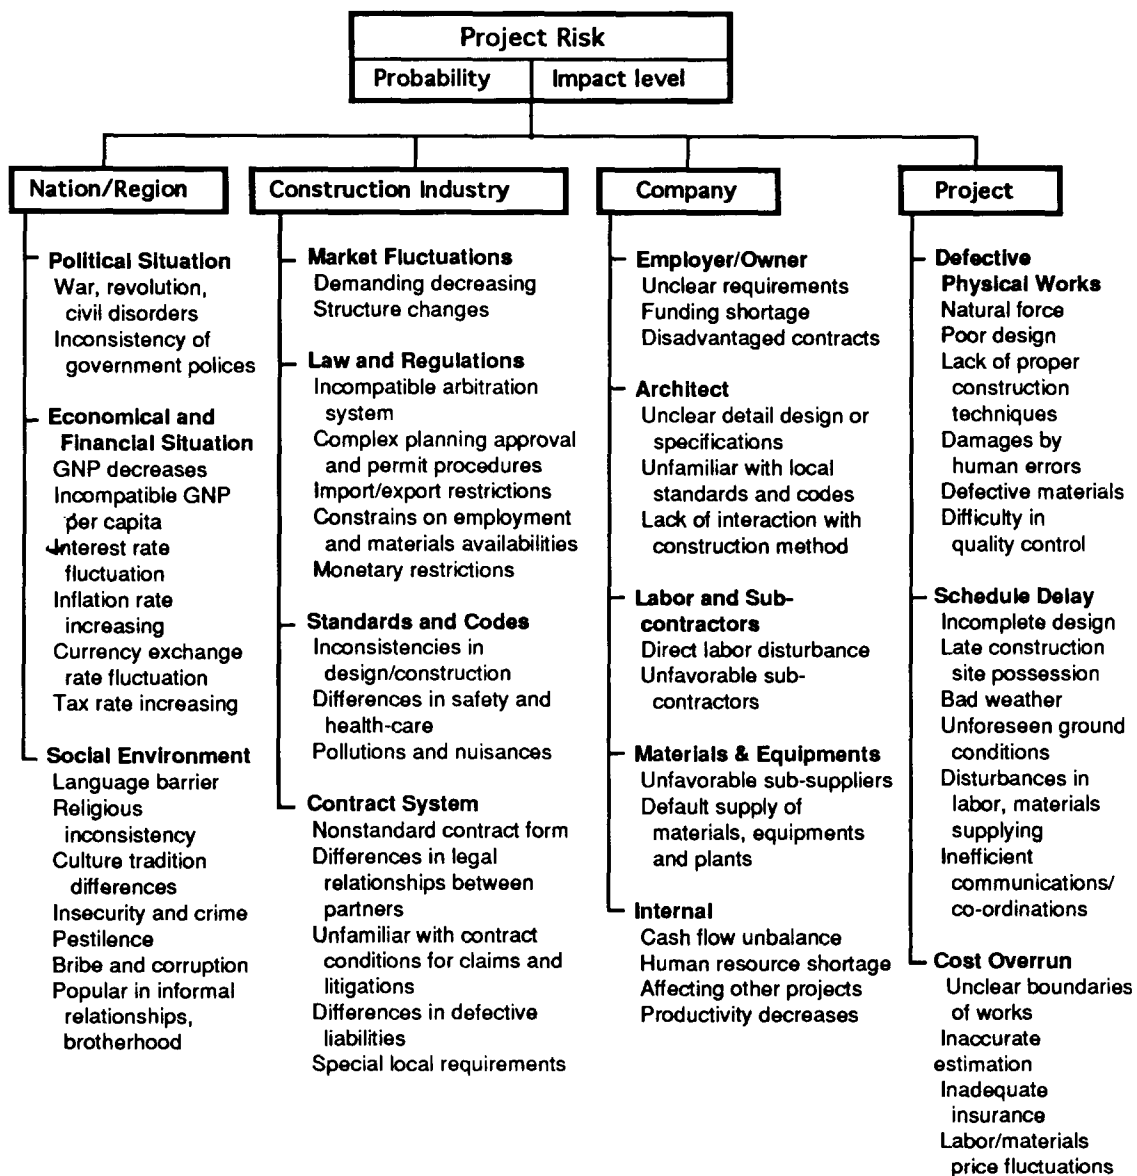 Project Risk
Probability
Impact level
Nation/Region
Political Situation
War, revolution,
civil disorders
Inconsistency of
government polices
Economical and
Financial Situation
GNP decreases
Incompatible GNP
per capita
Interest rate
fluctuation
Inflation rate
increasing
Currency exchange
rate fluctuation
Tax rate increasing
Social Environment
Language barrier
Religious
inconsistency
Culture tradition
differences
Insecurity and crime
Pestilence
Bribe and corruption
Popular in informal
relationships,
brotherhood
Construction Industry
Market Fluctuations
Demanding decreasing
Structure changes
Law and Regulations
Incompatible arbitration
system
Complex planning approval
and permit procedures
Import/export restrictions
Constrains on employment
and materials availabilities
Monetary restrictions
Standards and Codes
Inconsistencies in
design/construction
Differences in safety and
health-care
Pollutions and nuisances
Contract System
Nonstandard contract form
Differences in legal
relationships between
partners
Unfamiliar with contract
conditions for claims and
litigations
Differences in defective
liabilities
Special local requirements
Company
Employer/Owner
Unclear requirements
Funding shortage
Disadvantaged contracts
Architect
Unclear detail design or
specifications
Unfamiliar with local
standards and codes
Lack of interaction with
construction method
Labor and Sub-
contractors
Direct labor disturbance
Unfavorable sub-
contractors
Materials & Equipments
Unfavorable sub-suppliers
Default supply of
materials, equipments
and plants
Internal
Cash flow unbalance
Human resource shortage
Affecting other projects
Productivity decreases
Project
Defective
Physical Works
Natural force
Poor design
Lack of proper
construction
techniques
Damages by
human errors
Defective materials
Difficulty in
quality control
Schedule Delay
Incomplete design
Late construction
site possession
Bad weather
Unforeseen ground
conditions
Disturbances in
labor, materials
supplying
Inefficient
communications/
co-ordinations
Cost Overrun
Unclear boundaries
of works
Inaccurate
estimation
Inadequate
insurance
Labor/materials
price fluctuations